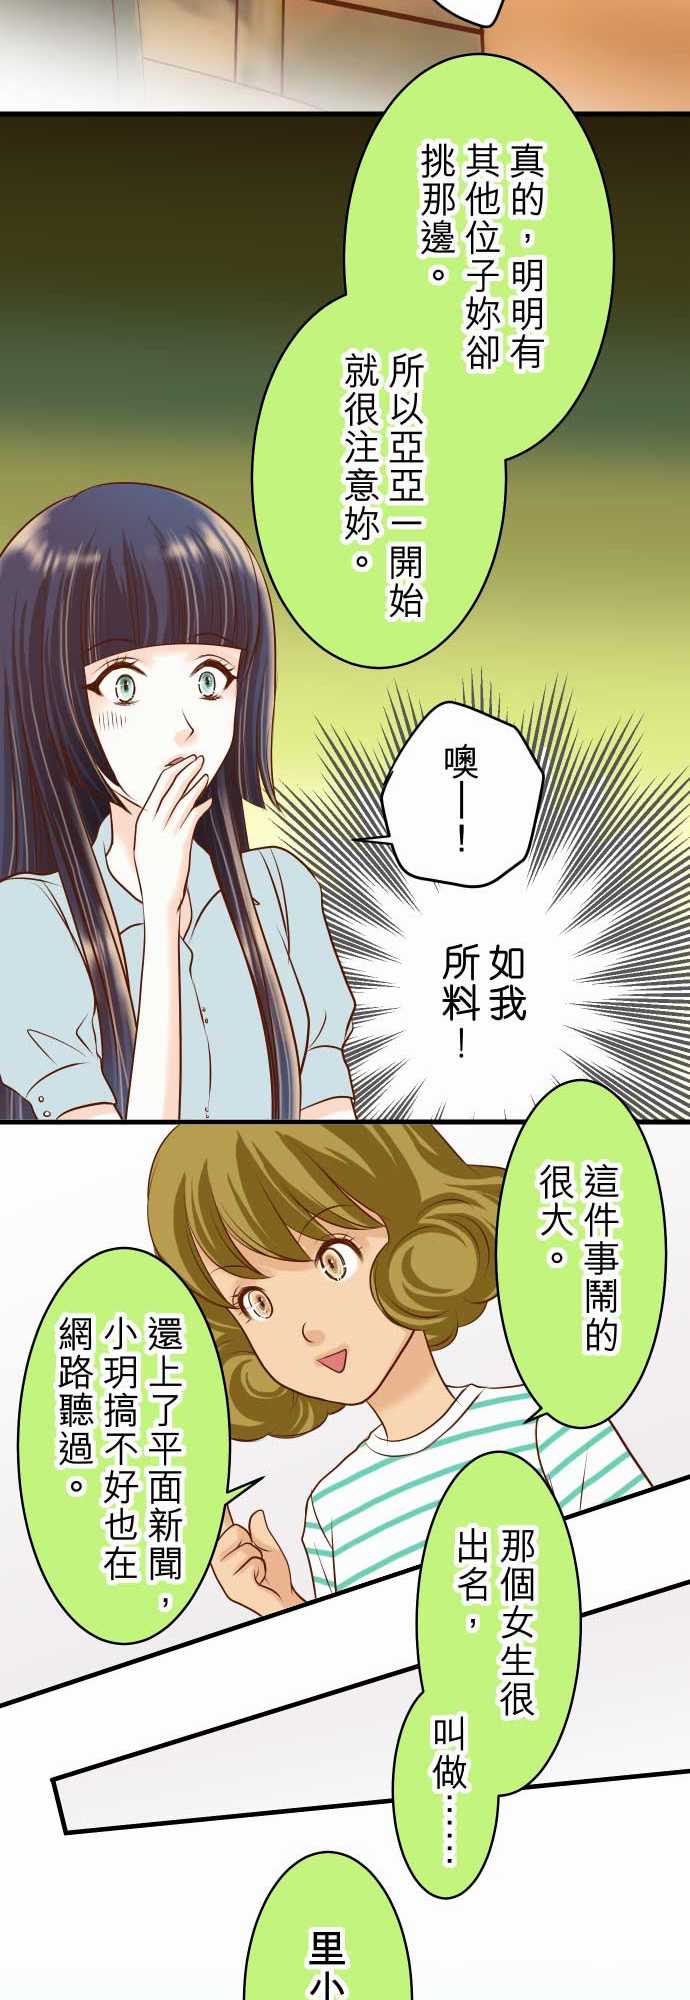 真的，明明有
其他位子妳卻
挑那邊。
所以亞亞一開始
就很注意妳。
噢—！
如我
所料！
這件事鬧的
很大。
還上了平面新聞，
小玥搞不好也在
網路聽過。
那個女生很
出名，
叫做……
里小